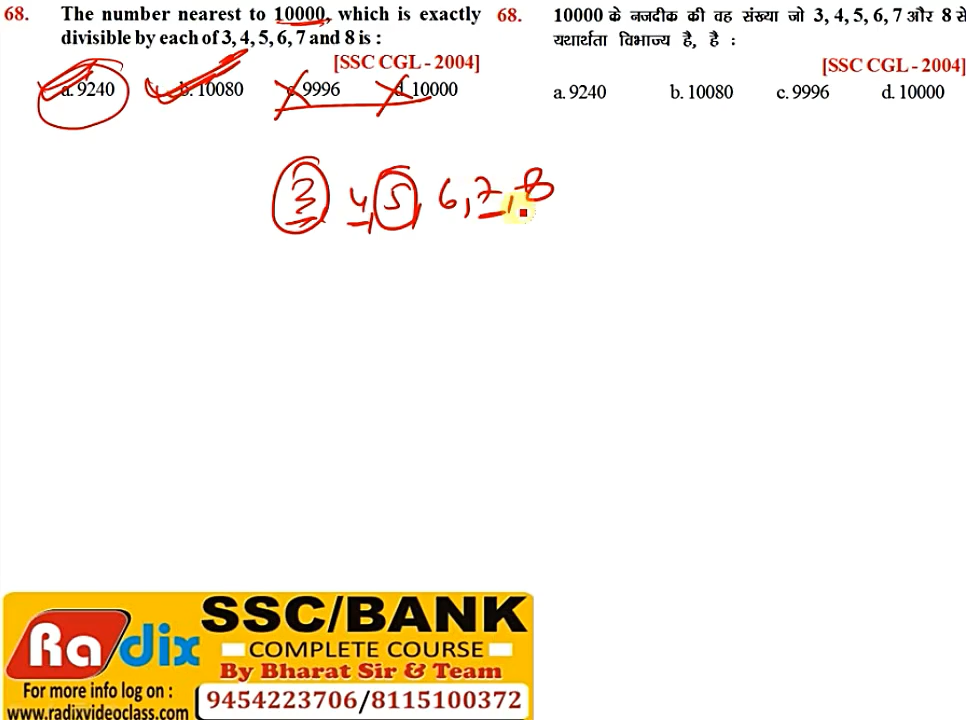 68. The number nearest to 10000, which is exactly
divisible by each of 3, 4, 5, 6, 7 and 8 is :
[SSC CGL - 2004]
a. 9240 b. 10080 c. 9996 d. 10000
68. 10000 के नजदीक की वह संख्या जो 3, 4, 5, 6, 7 और 8 से
यथार्थता विभाज्य है, है :
[SSC CGL - 2004]
a. 9240 b. 10080 c. 9996 d. 10000
3 4, 5, 6, 7, 8
Radix
For more info log on :
www.radixvideoclass.com
SSC/BANK
COMPLETE COURSE
By Bharat Sir & Team
9454223706/8115100372